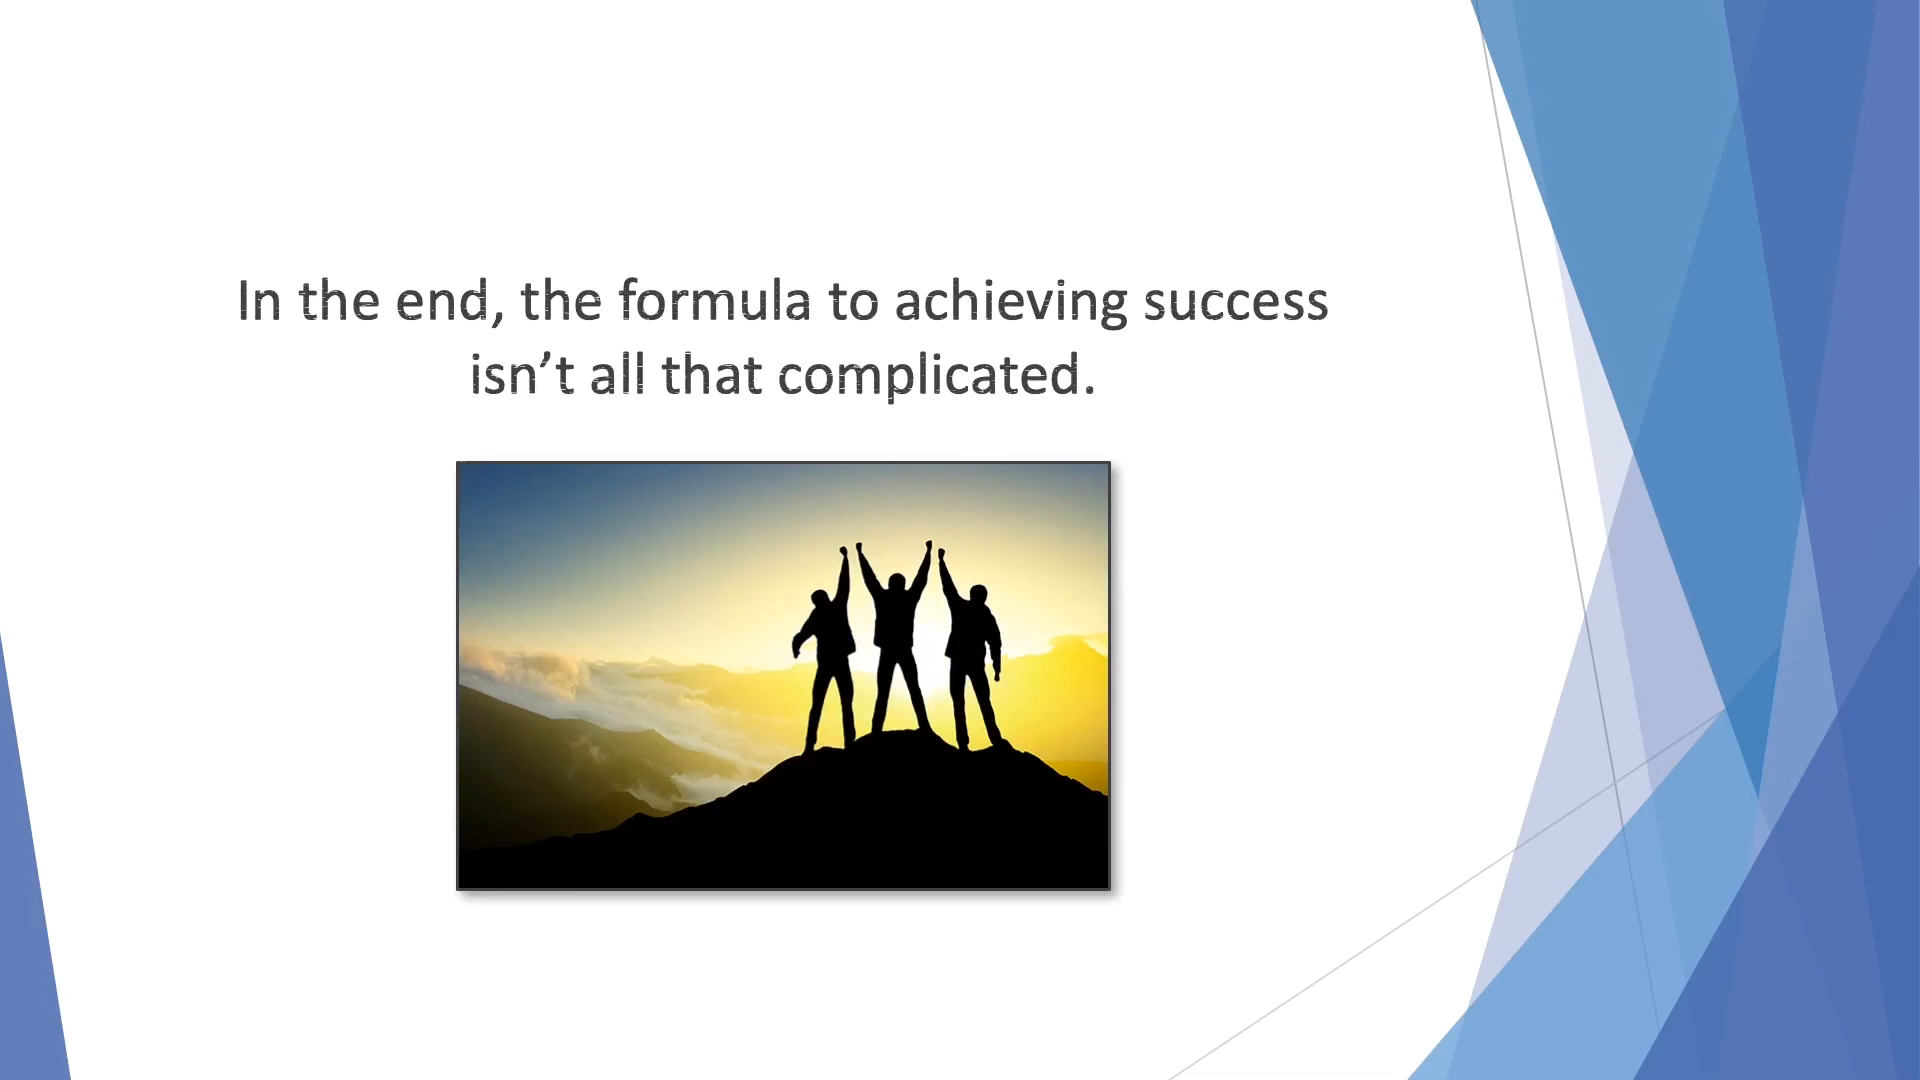 In the end, the formula to achieving success
isn’t all that complicated.